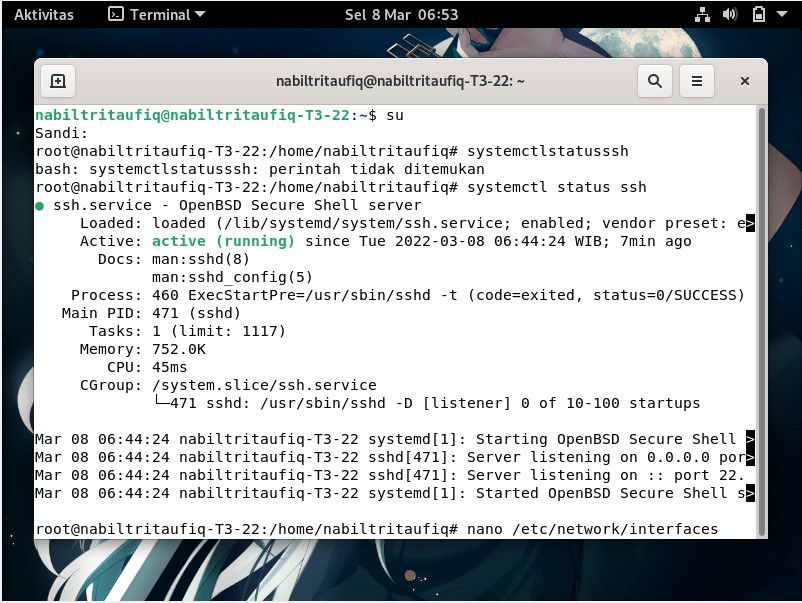 Aktivitas Terminal Sel 8 Mar 06:53
nabiltritaufiq@nabiltritaufiq-T3-22: ~
nabiltritaufiq@nabiltritaufiq-T3-22:~$ su
Sandi:
root@nabiltritaufiq-T3-22:/home/nabiltritaufiq# systemctlstatusssh
bash: systemctlstatusssh: perintah tidak ditemukan
root@nabiltritaufiq-T3-22:/home/nabiltritaufiq# systemctl status ssh
● ssh.service - OpenBSD Secure Shell server
     Loaded: loaded (/lib/systemd/system/ssh.service; enabled; vendor preset: e>
     Active: active (running) since Tue 2022-03-08 06:44:24 WIB; 7min ago
       Docs: man:sshd(8)
             man:sshd_config(5)
    Process: 460 ExecStartPre=/usr/sbin/sshd -t (code=exited, status=0/SUCCESS)
   Main PID: 471 (sshd)
      Tasks: 1 (limit: 1117)
     Memory: 752.0K
        CPU: 45ms
     CGroup: /system.slice/ssh.service
             └─471 sshd: /usr/sbin/sshd -D [listener] 0 of 10-100 startups
Mar 08 06:44:24 nabiltritaufiq-T3-22 systemd[1]: Starting OpenBSD Secure Shell >
Mar 08 06:44:24 nabiltritaufiq-T3-22 sshd[471]: Server listening on 0.0.0.0 por>
Mar 08 06:44:24 nabiltritaufiq-T3-22 sshd[471]: Server listening on :: port 22.
Mar 08 06:44:24 nabiltritaufiq-T3-22 systemd[1]: Started OpenBSD Secure Shell s>
root@nabiltritaufiq-T3-22:/home/nabiltritaufiq# nano /etc/network/interfaces